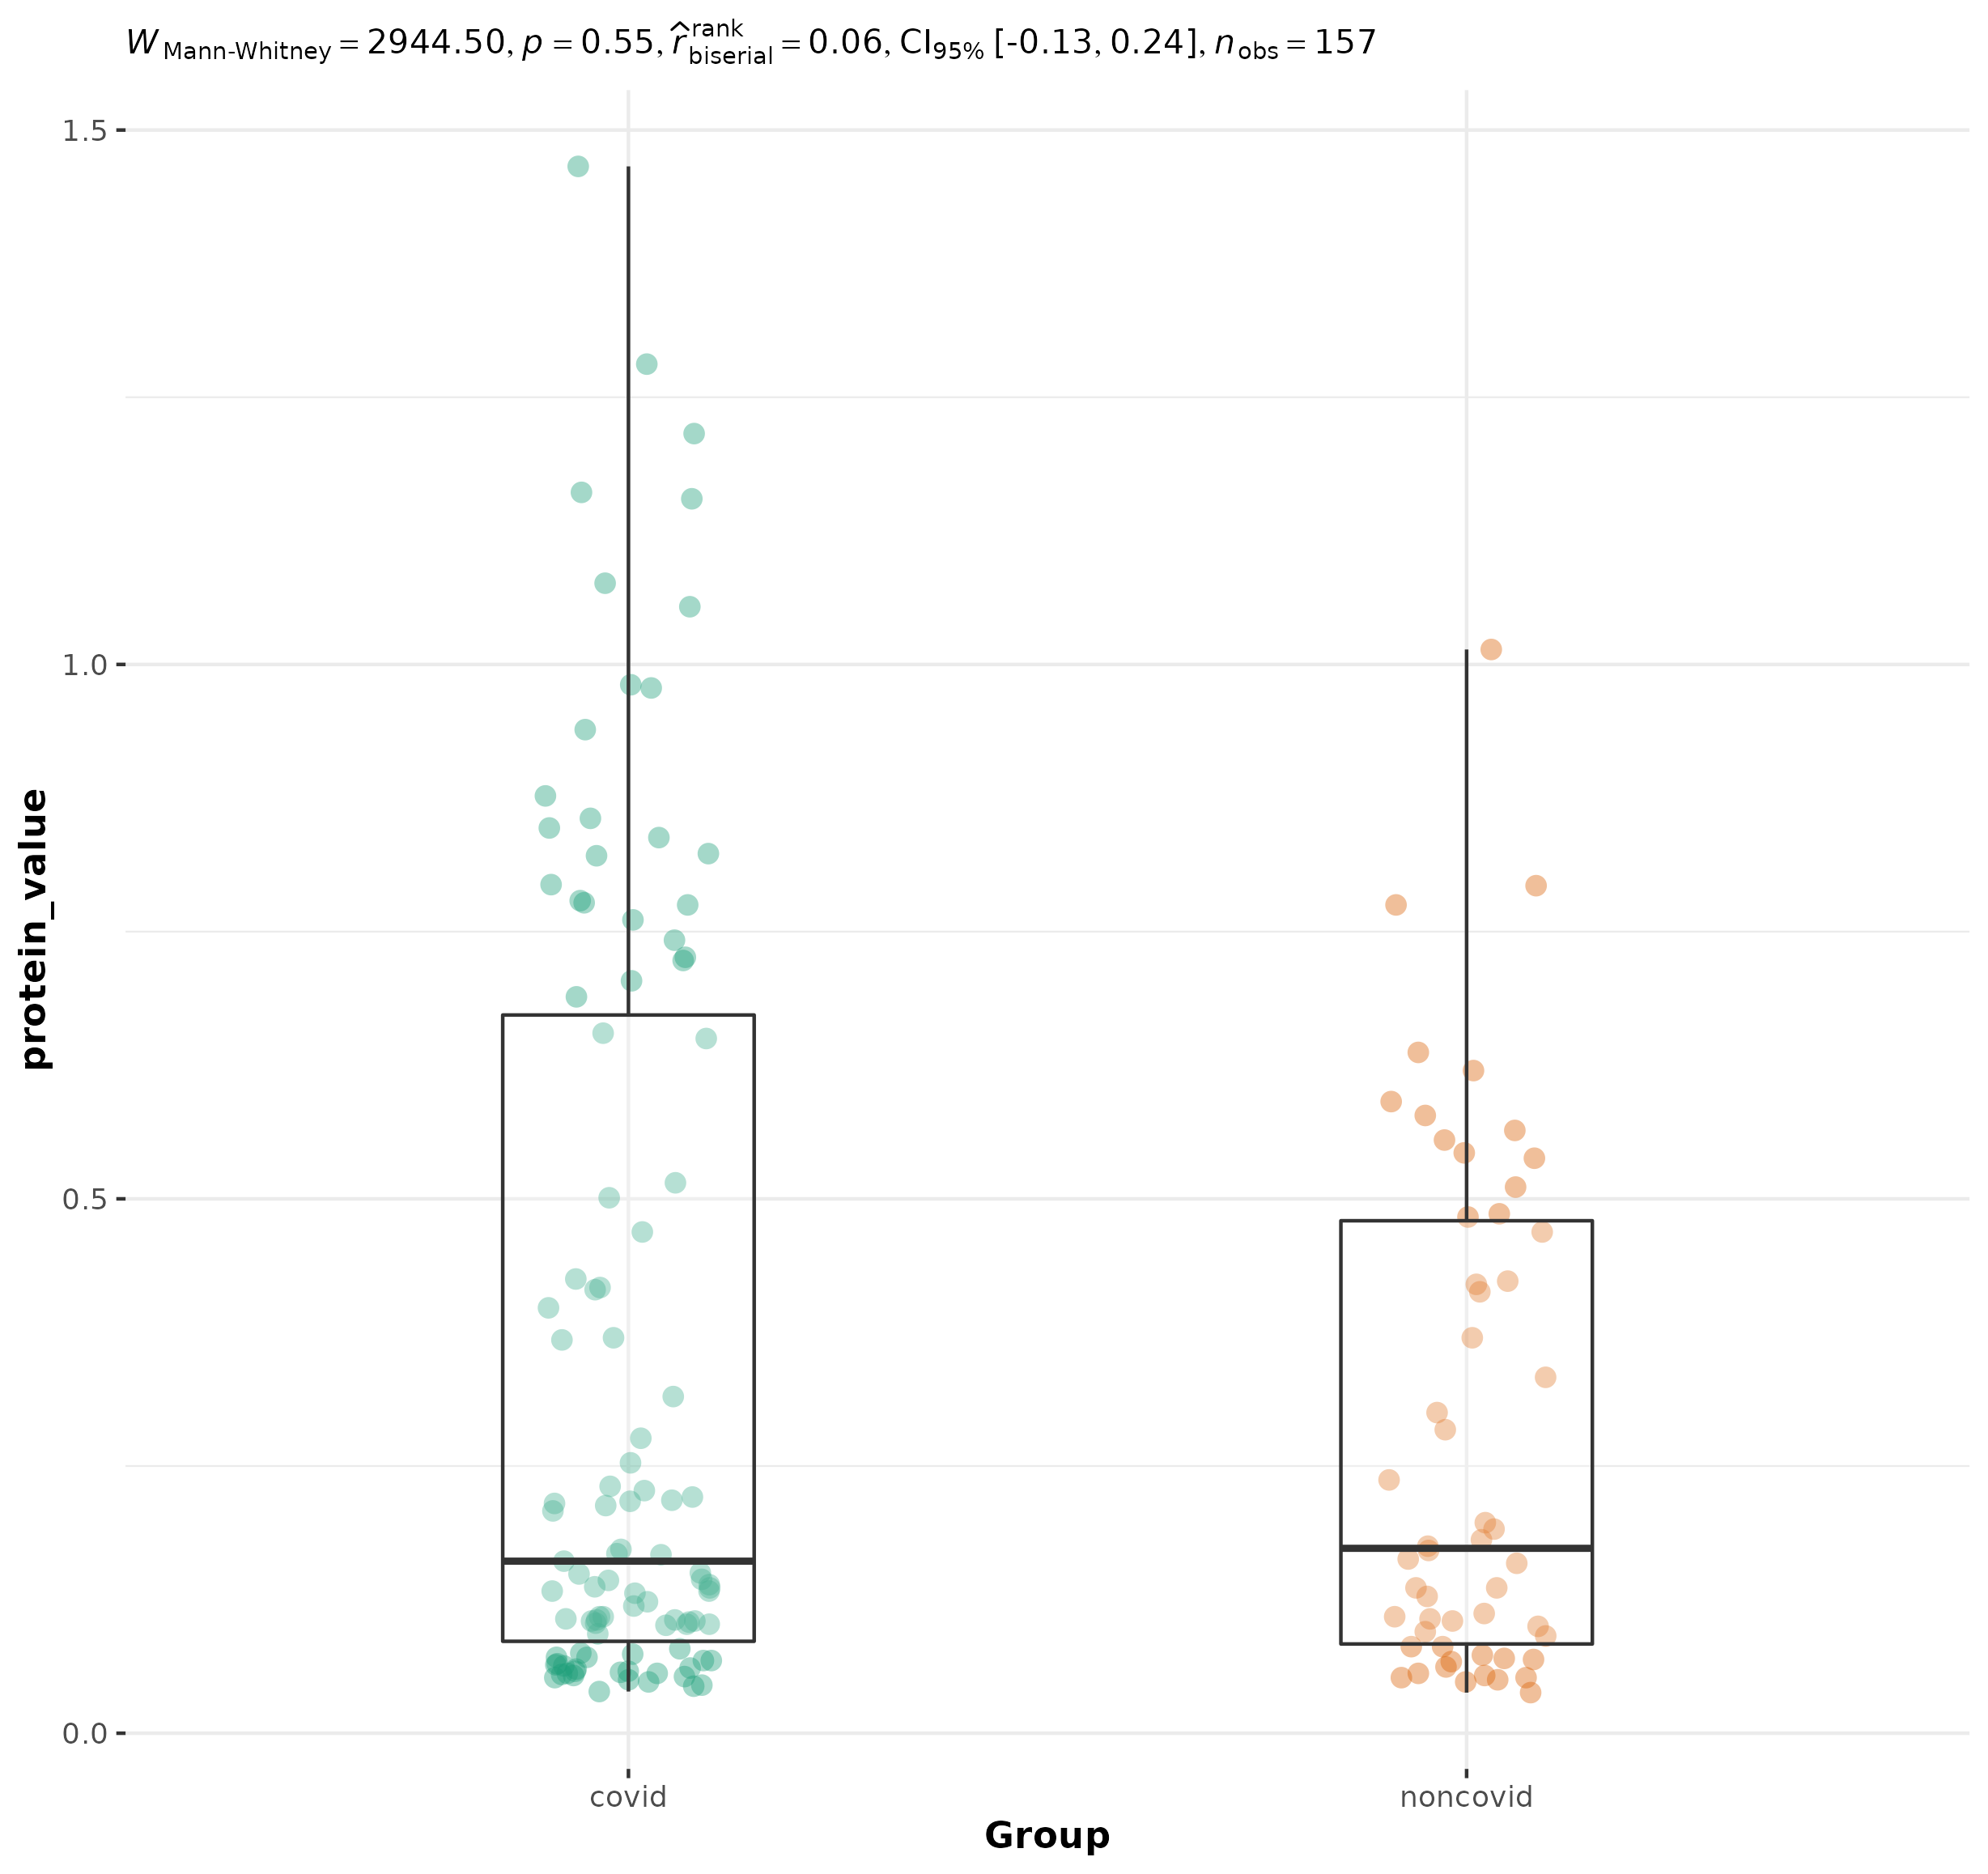 W Mann-Whitney = 2944.50, p = 0.55, r̂ rank biserial = 0.06, CI95% [-0.13, 0.24], nobs = 157
1.5
1.0
0.5
0.0
protein_value
covid noncovid
Group